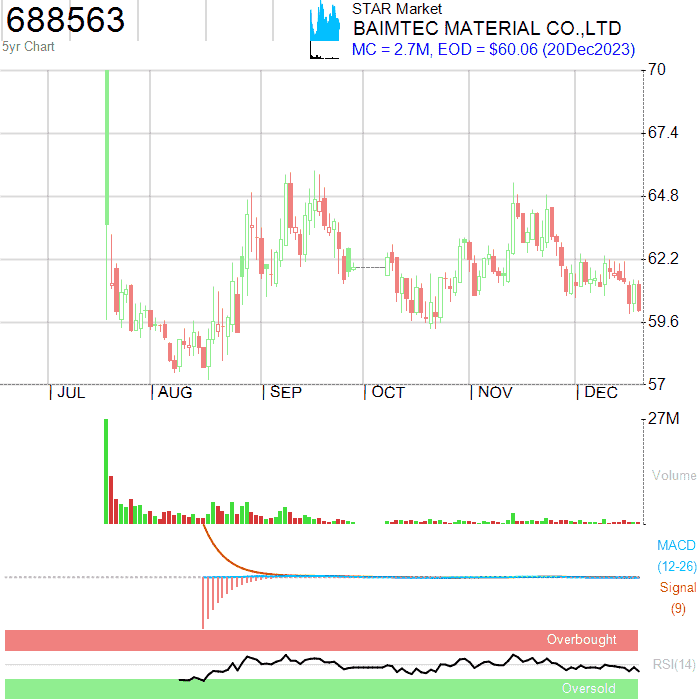 688563
5yr Chart
STAR Market
BAIMTEC MATERIAL CO.,LTD
MC = 2.7M, EOD = $60.06 (20Dec2023)
70
67.4
64.8
62.2
59.6
57
JUL
AUG
SEP
OCT
NOV
DEC
27M
Volume
MACD
(12-26)
Signal
(9)
Overbought
RSI(14)
Oversold